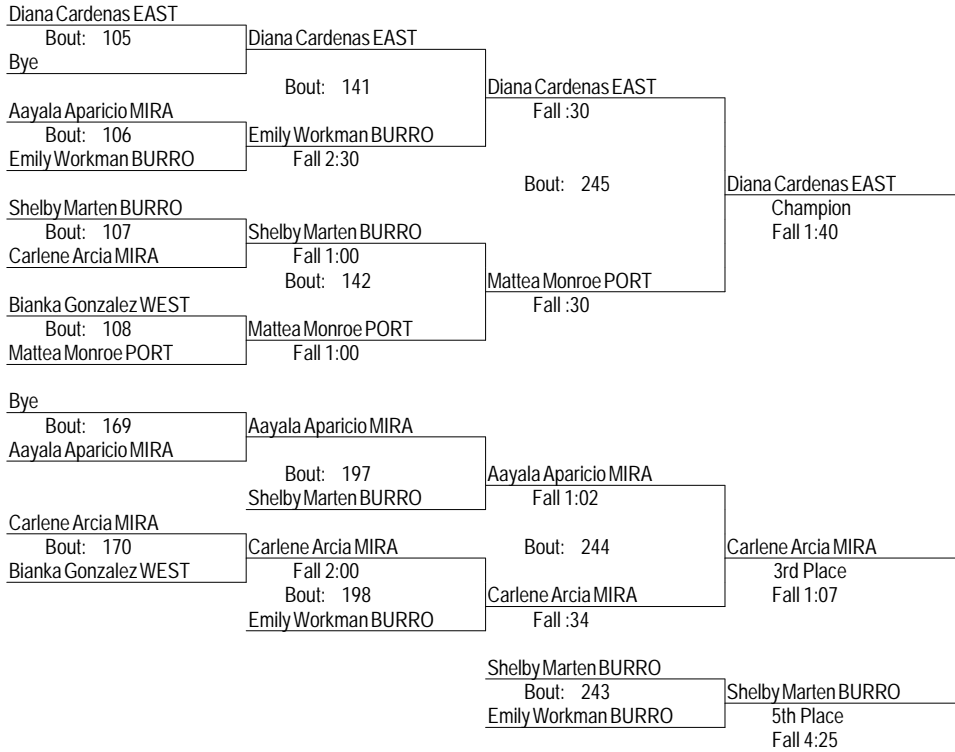 Diana Cardenas EAST
Bout: 105
Diana Cardenas EAST
Bye
Bout: 141
Diana Cardenas EAST
Aayala Aparicio MIRA
Fall :30
Bout: 106
Emily Workman BURRO
Emily Workman BURRO
Fall 2:30
Bout: 245
Diana Cardenas EAST
Shelby Marten BURRO
Champion
Bout: 107
Shelby Marten BURRO
Fall 1:40
Carlene Arcia MIRA
Fall 1:00
Bout: 142
Mattea Monroe PORT
Bianka Gonzalez WEST
Fall :30
Bout: 108
Mattea Monroe PORT
Mattea Monroe PORT
Fall 1:00
Bye
Bout: 169
Aayala Aparicio MIRA
Aayala Aparicio MIRA
Bout: 197
Aayala Aparicio MIRA
Shelby Marten BURRO
Fall 1:02
Carlene Arcia MIRA
Bout: 170
Carlene Arcia MIRA
Bout: 244
Carlene Arcia MIRA
Bianka Gonzalez WEST
Fall 2:00
3rd Place
Bout: 198
Carlene Arcia MIRA
Fall 1:07
Emily Workman BURRO
Fall :34
Shelby Marten BURRO
Bout: 243
Shelby Marten BURRO
Emily Workman BURRO
5th Place
Fall 4:25